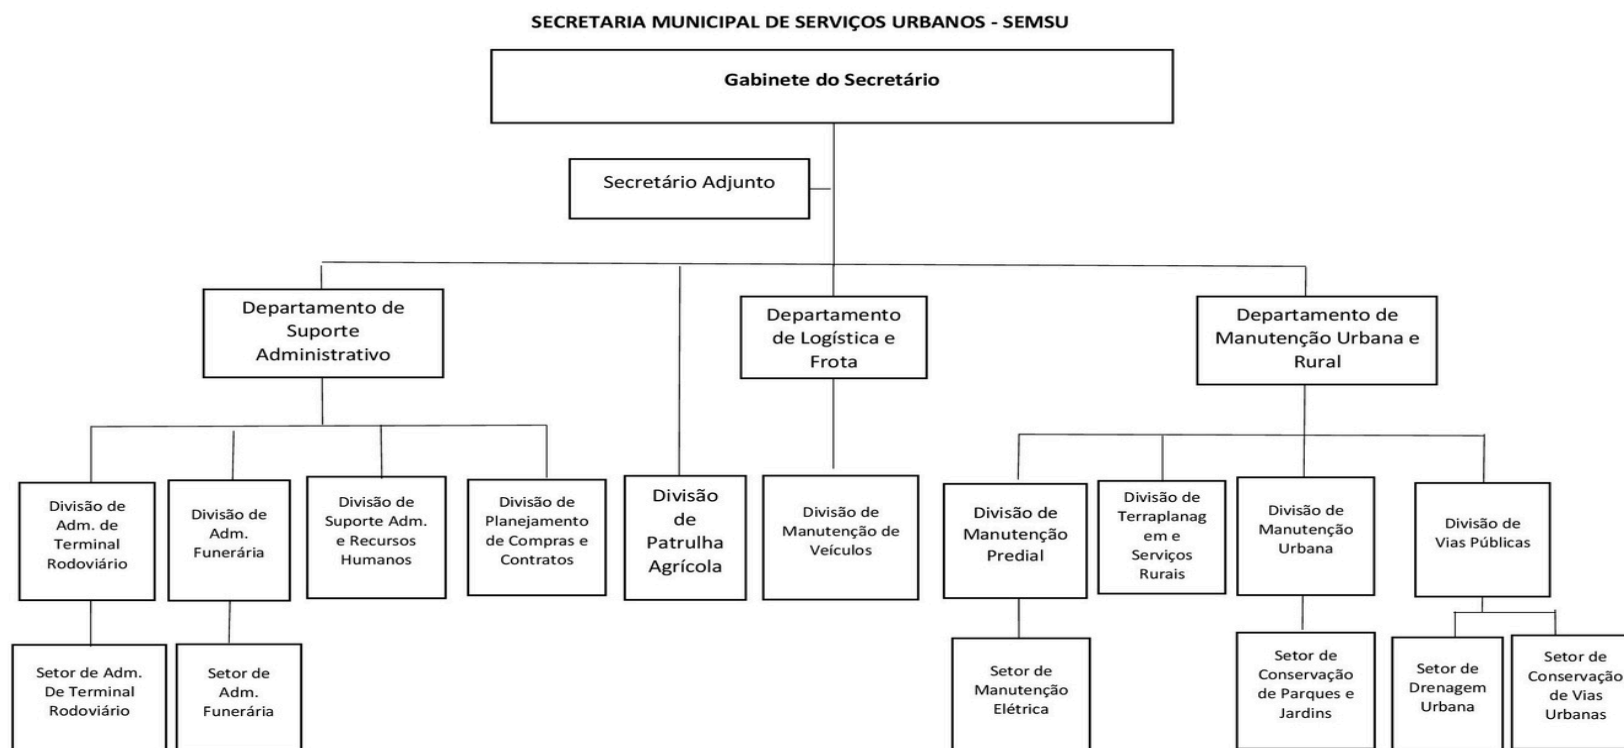 SECRETARIA MUNICIPAL DE SERVIÇOS URBANOS - SEMSU
Gabinete do Secretário
Secretário Adjunto
Departamento de
Suporte
Administrativo
Departamento
de Logística e
Frota
Departamento de
Manutenção Urbana e
Rural
Divisão de
Adm. de
Terminal
Rodoviário
Divisão de
Adm.
Funerária
Divisão de
Suporte Adm.
e Recursos
Humanos
Divisão de
Planejamento
de Compras e
Contratos
Divisão
de
Patrulha
Agrícola
Divisão de
Manutenção de
Veículos
Divisão de
Manutenção
Predial
Divisão de
Terraplanag
em e
Serviços
Rurais
Divisão de
Manutenção
Urbana
Divisão de
Vias Públicas
Setor de Adm.
De Terminal
Rodoviário
Setor de
Adm.
Funerária
Setor de
Manutenção
Elétrica
Setor de
Conservação
de Parques e
Jardins
Setor de
Drenagem
Urbana
Setor de
Conservação
de Vias
Urbanas